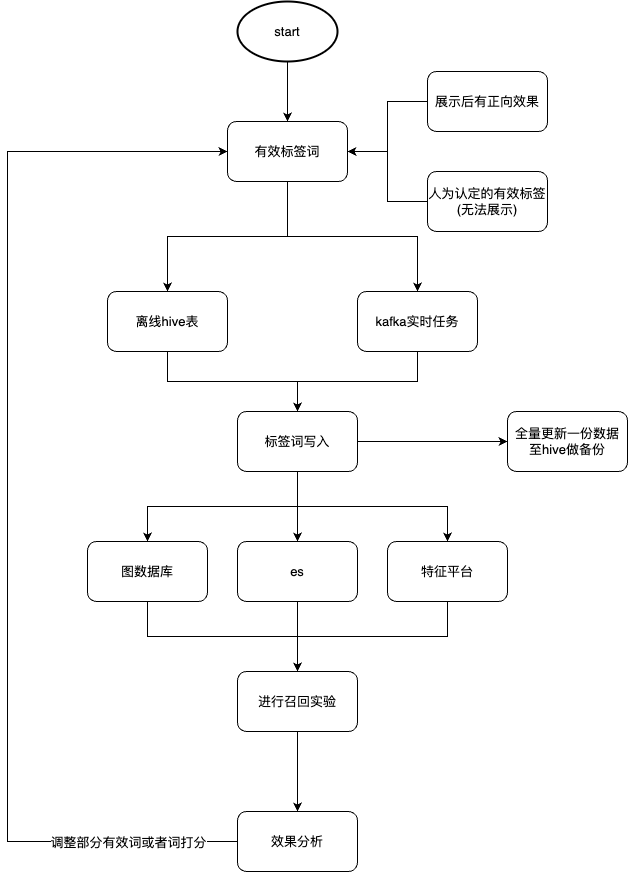 start
展示后有正向效果
有效标签词
人为认定的有效标签
(无法展示)
离线hive表
kafka实时任务
标签词写入
全量更新一份数据
至hive做备份
图数据库
es
特征平台
进行召回实验
调整部分有效词或者词打分
效果分析